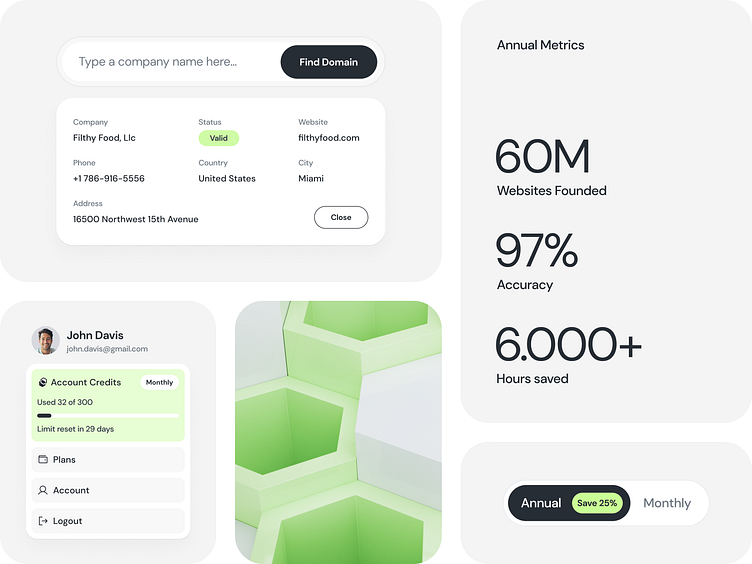 Type a company name here...
Find Domain
Company
Status
Website
Filthy Food, Llc
Valid
filthyfood.com
Phone
Country
City
+1 786-916-5556
United States
Miami
Address
16500 Northwest 15th Avenue
Close
Annual Metrics
60M
Websites Founded
97%
Accuracy
6.000+
Hours saved
John Davis
john.davis@gmail.com
Account Credits
Monthly
Used 32 of 300
Limit reset in 29 days
Plans
Account
Logout
Annual
Save 25%
Monthly